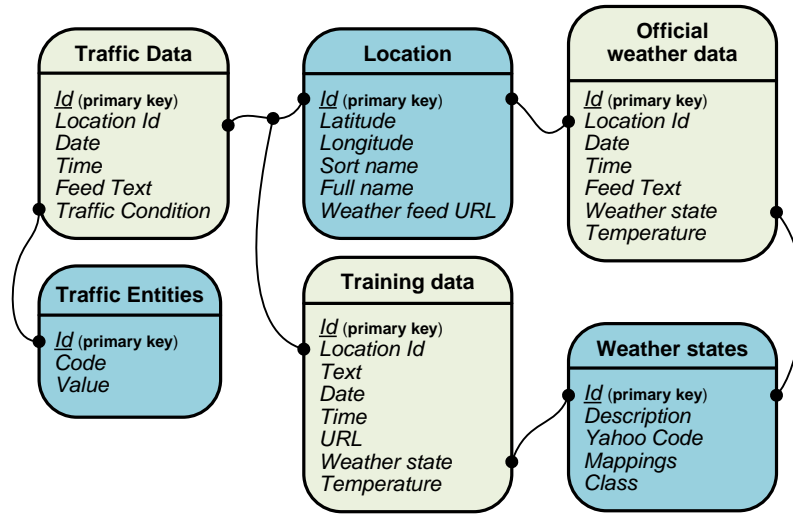 Traffic Data
Id (primary key)
Location Id
Date
Time
Feed Text
Traffic Condition
Location
Id (primary key)
Latitude
Longitude
Sort name
Full name
Weather feed URL
Official
weather data
Id (primary key)
Location Id
Date
Time
Feed Text
Weather state
Temperature
Traffic Entities
Id (primary key)
Code
Value
Training data
Id (primary key)
Location Id
Text
Date
Time
URL
Weather state
Temperature
Weather states
Id (primary key)
Description
Yahoo Code
Mappings
Class